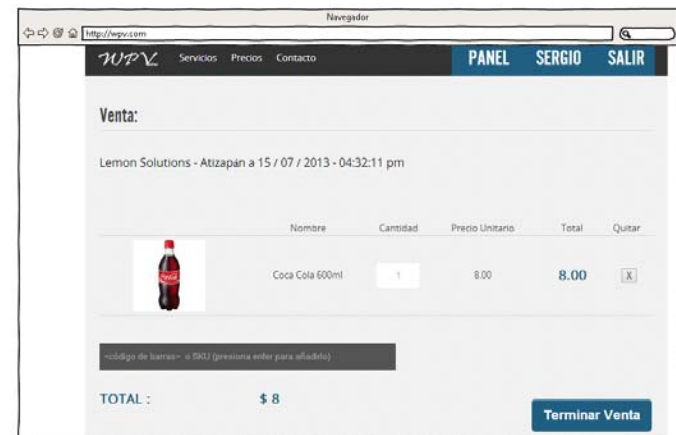 Navegador
http://wpv.com
WPV Servicios Precios Contacto PANEL SERGIO SALIR
Venta:
Lemon Solutions - Atizapán a 15 / 07 / 2013 - 04:32:11 pm
Nombre Cantidad Precio Unitario Total Quitar
Coca Cola 600ml 1 8.00 8.00 X
<código de barras> o SKU (presiona enter para añadirlo)
TOTAL : $ 8
Terminar Venta